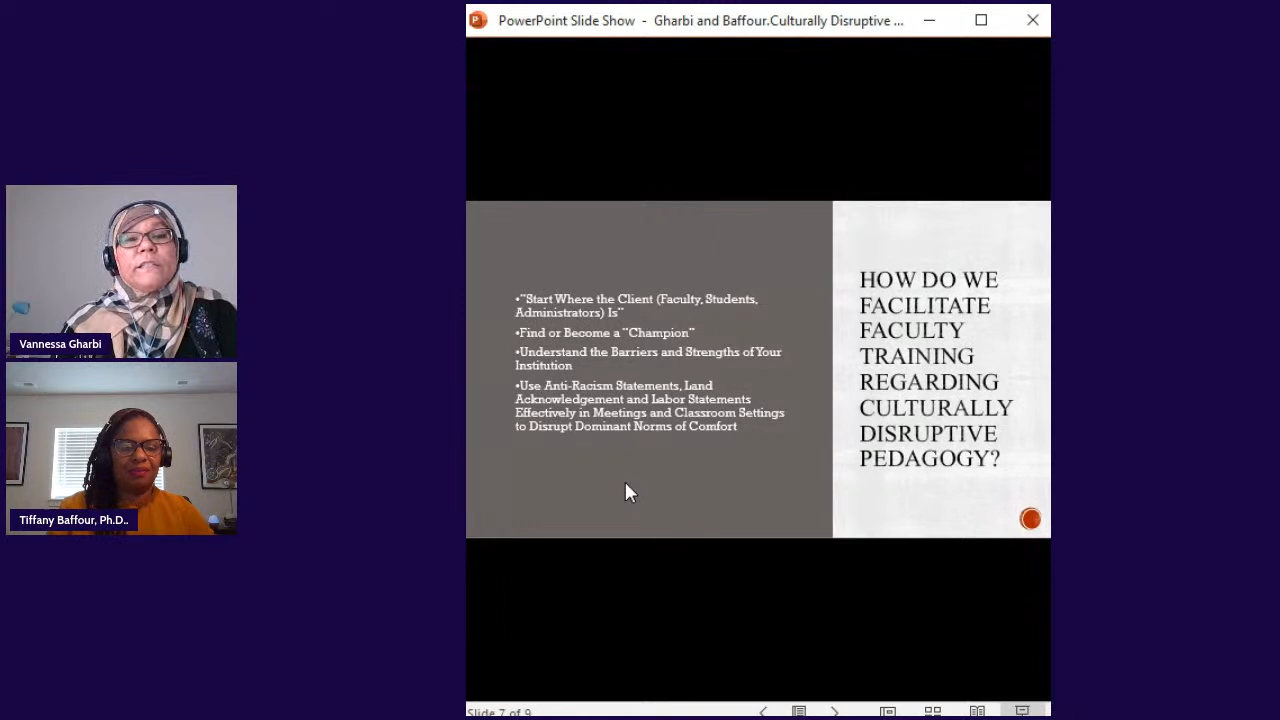 PowerPoint Slide Show - Gharbi and Baffour.Culturally Disruptive ...
Vannessa Gharbi
Tiffany Baffour, Ph.D..
•"Start Where the Client (Faculty, Students,
Administrators) Is"
•Find or Become a "Champion"
•Understand the Barriers and Strengths of Your
Institution
•Use Anti-Racism Statements, Land
Acknowledgement and Labor Statements
Effectively in Meetings and Classroom Settings
to Disrupt Dominant Norms of Comfort
HOW DO WE
FACILITATE
FACULTY
TRAINING
REGARDING
CULTURALLY
DISRUPTIVE
PEDAGOGY?
Slide 7 of 9